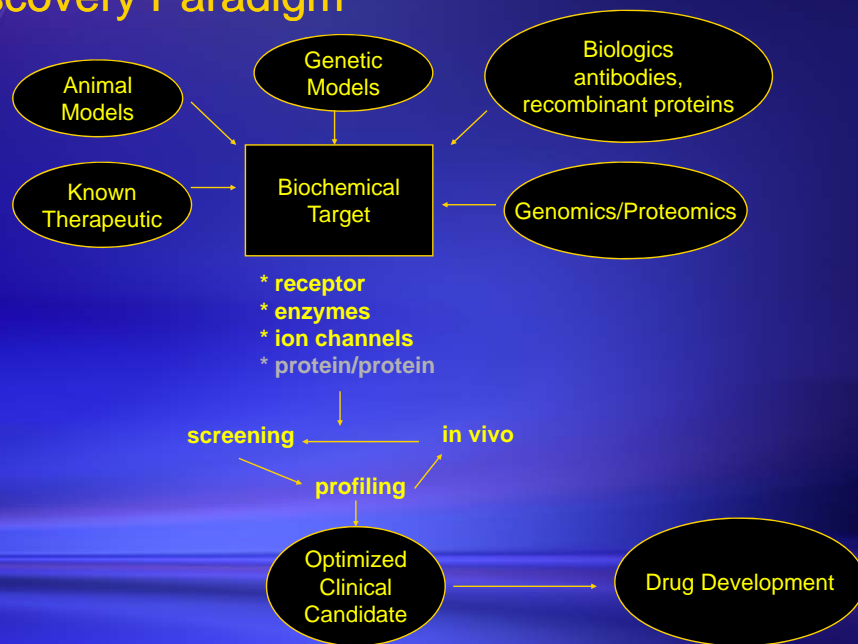 Paradigm
Genetic
Models
Biologics
antibodies,
recombinant proteins
Animal
Models
Known
Therapeutic
Biochemical
Target
Genomics/Proteomics
* receptor
* enzymes
* ion channels
* protein/protein
screening
in vivo
profiling
Optimized
Clinical
Candidate
Drug Development